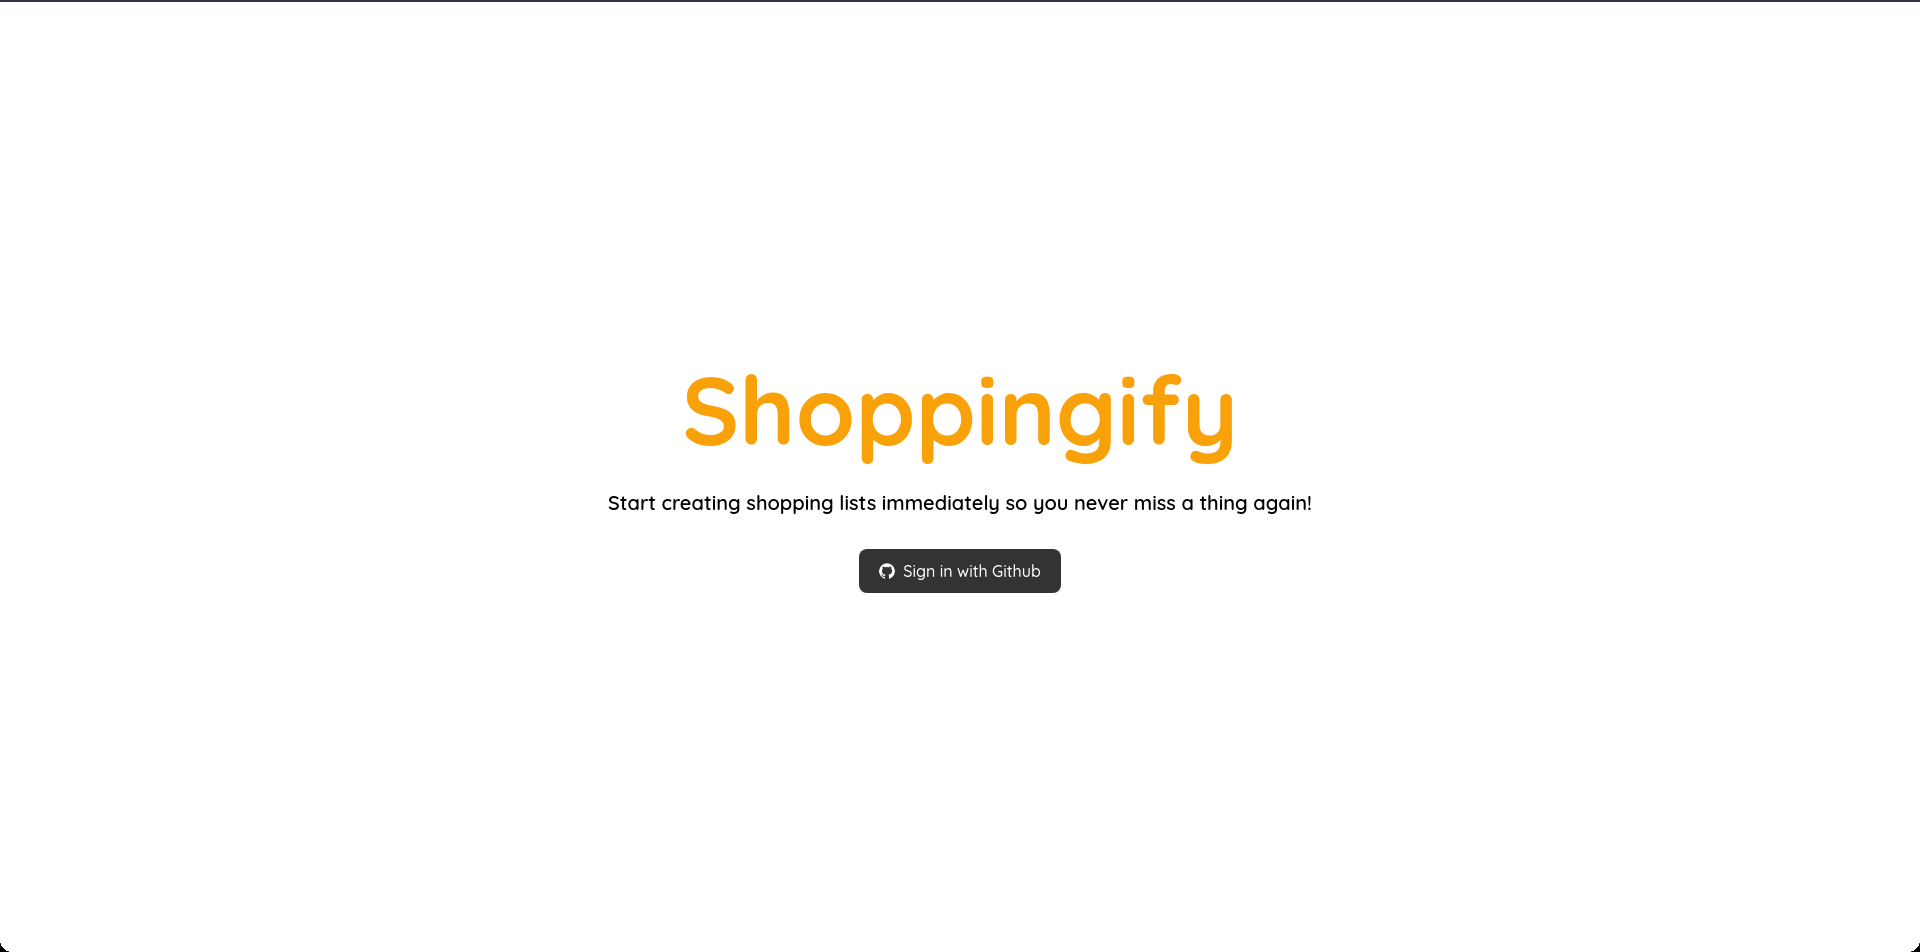 Shoppingify
Start creating shopping lists immediately so you never miss a thing again!
Sign in with Github